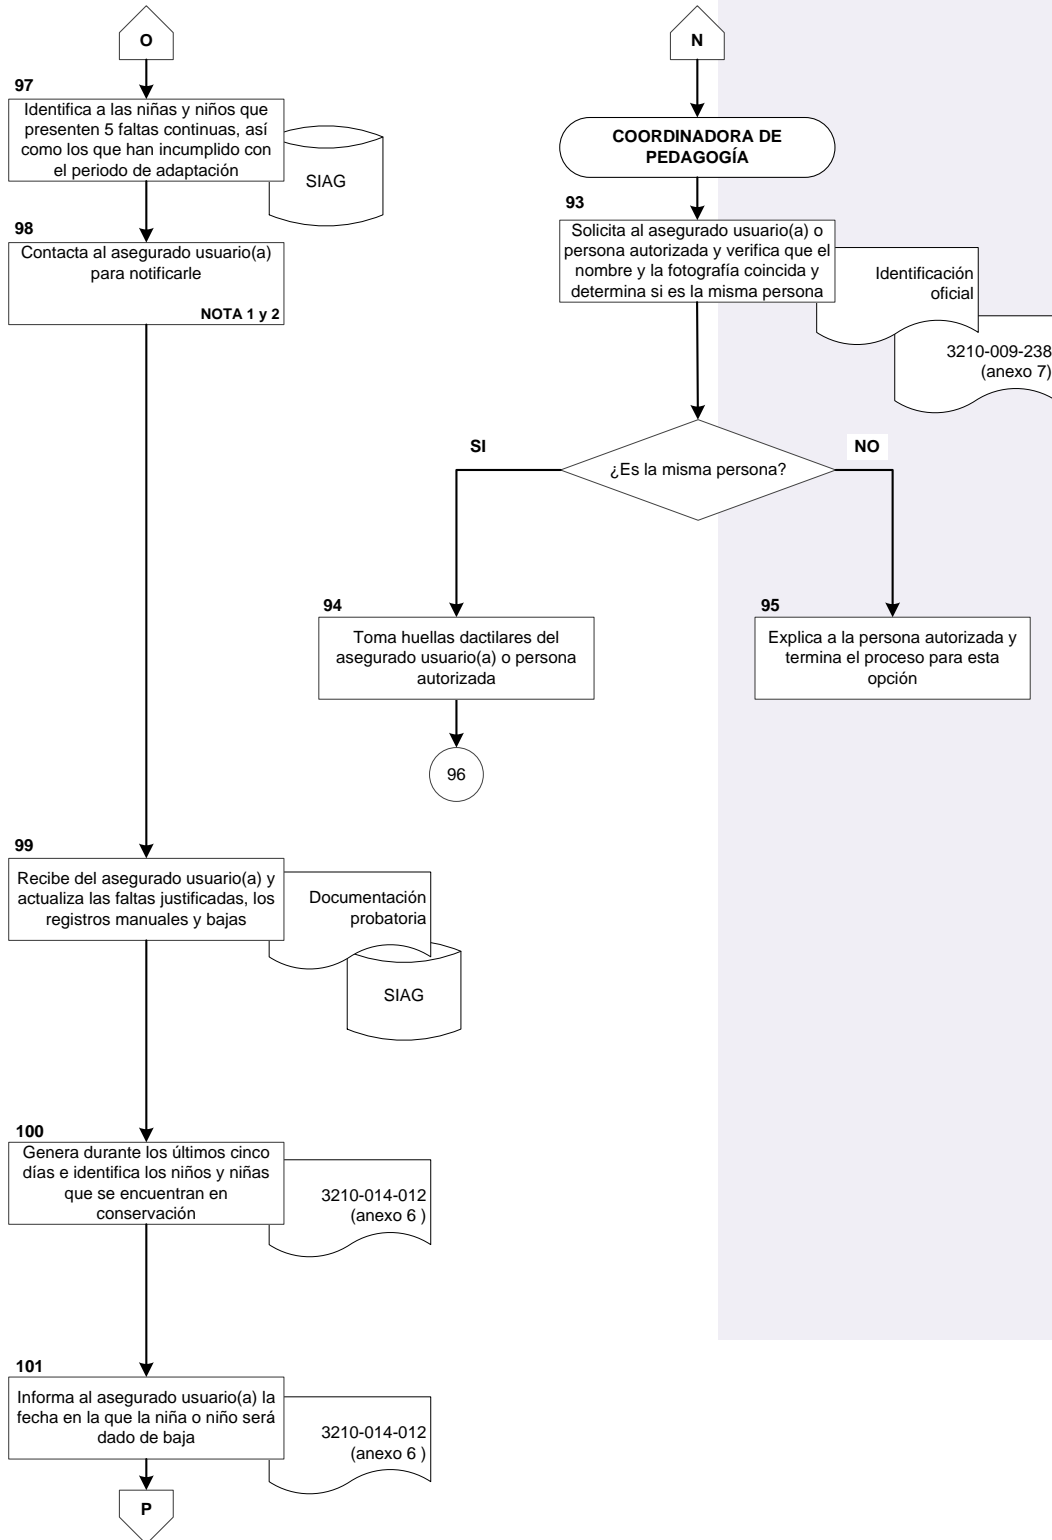 O
97
Identifica a las niñas y niños que
presenten 5 faltas continuas, así
como los que han incumplido con
el periodo de adaptación
SIAG
98
Contacta al asegurado usuario(a)
para notificarle
NOTA 1 y 2
99
Recibe del asegurado usuario(a) y
actualiza las faltas justificadas, los
registros manuales y bajas
Documentación
probatoria
SIAG
100
Genera durante los últimos cinco
días e identifica los niños y niñas
que se encuentran en
conservación
3210-014-012
(anexo 6 )
101
Informa al asegurado usuario(a) la
fecha en la que la niña o niño será
dado de baja
3210-014-012
(anexo 6 )
P
N
COORDINADORA DE
PEDAGOGÍA
93
Solicita al asegurado usuario(a) o
persona autorizada y verifica que el
nombre y la fotografía coincida y
determina si es la misma persona
Identificación
oficial
3210-009-238
(anexo 7)
¿Es la misma persona?
SI
NO
94
Toma huellas dactilares del
asegurado usuario(a) o persona
autorizada
96
95
Explica a la persona autorizada y
termina el proceso para esta
opción